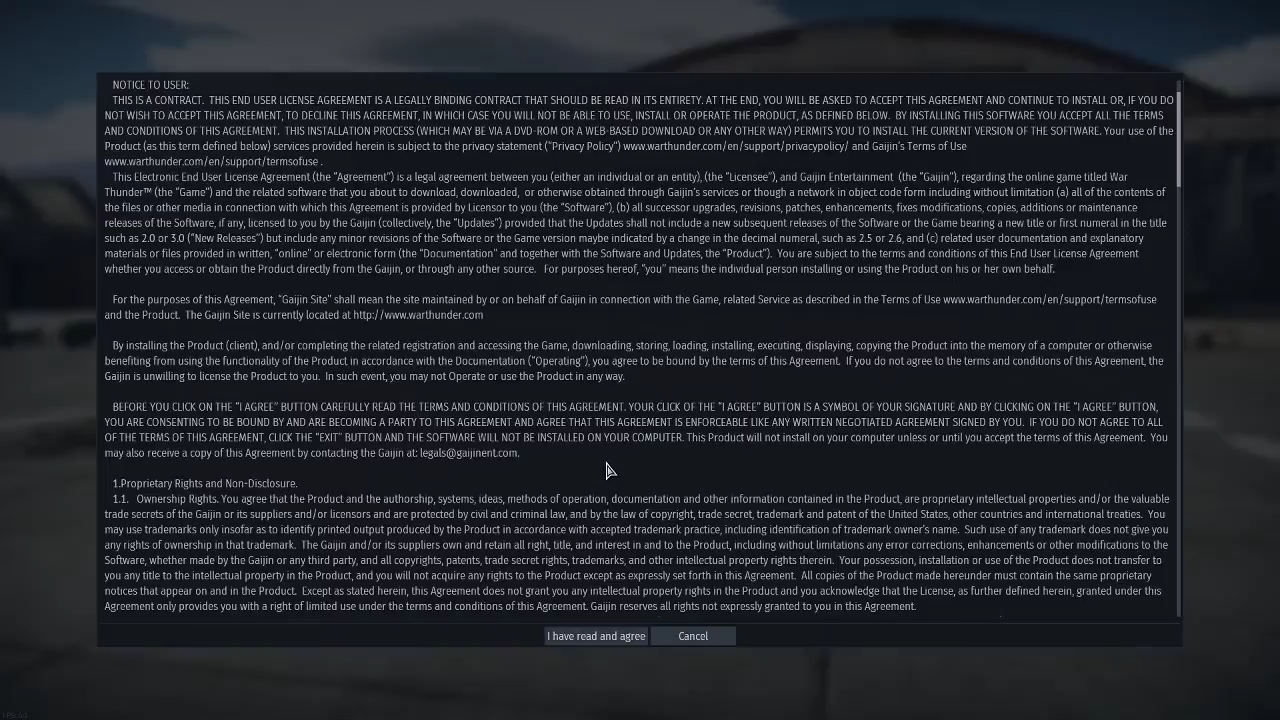 NOTICE TO USER:
THIS IS A CONTRACT.  THIS END USER LICENSE AGREEMENT IS A LEGALLY BINDING CONTRACT THAT SHOULD BE READ IN ITS ENTIRETY. AT THE END, YOU WILL BE ASKED TO ACCEPT THIS AGREEMENT AND CONTINUE TO INSTALL OR, IF YOU DO
NOT WISH TO ACCEPT THIS AGREEMENT, TO DECLINE THIS AGREEMENT, IN WHICH CASE YOU WILL NOT BE ABLE TO USE, INSTALL OR OPERATE THE PRODUCT, AS DEFINED BELOW.  BY INSTALLING THIS SOFTWARE YOU ACCEPT ALL THE TERMS
AND CONDITIONS OF THIS AGREEMENT.  THIS INSTALLATION PROCESS (WHICH MAY BE VIA A DVD-ROM OR A WEB-BASED DOWNLOAD OR ANY OTHER WAY) PERMITS YOU TO INSTALL THE CURRENT VERSION OF THE SOFTWARE. Your use of the
Product (as this term defined below) services provided herein is subject to the privacy statement ("Privacy Policy") www.warthunder.com/en/support/privacypolicy/ and Gaijin's Terms of Use
www.warthunder.com/en/support/termsofuse .
This Electronic End User License Agreement (the "Agreement") is a legal agreement between you (either an individual or an entity), (the "Licensee"), and Gaijin Entertainment  (the "Gaijin"), regarding the online game titled War
Thunder™ (the "Game") and the related software that you about to download, downloaded,  or otherwise obtained through Gaijin's services or though a network in object code form including without limitation (a) all of the contents of
the files or other media in connection with which this Agreement is provided by Licensor to you (the "Software"), (b) all successor upgrades, revisions, patches, enhancements, fixes modifications, copies, additions or maintenance
releases of the Software, if any, licensed to you by the Gaijin (collectively, the "Updates") provided that the Updates shall not include a new subsequent releases of the Software or the Game bearing a new title or first numeral in the title
such as 2.0 or 3.0 ("New Releases") but include any minor revisions of the Software or the Game version maybe indicated by a change in the decimal numeral, such as 2.5 or 2.6, and (c) related user documentation and explanatory
materials or files provided in written, "online" or electronic form (the "Documentation" and together with the Software and Updates, the "Product").  You are subject to the terms and conditions of this End User License Agreement
whether you access or obtain the Product directly from the Gaijin, or through any other source.   For purposes hereof, "you" means the individual person installing or using the Product on his or her own behalf.
For the purposes of this Agreement, "Gaijin Site" shall mean the site maintained by or on behalf of Gaijin in connection with the Game, related Service as described in the Terms of Use www.warthunder.com/en/support/termsofuse
and the Product.  The Gaijin Site is currently located at http://www.warthunder.com
By installing the Product (client), and/or completing the related registration and accessing the Game, downloading, storing, loading, installing, executing, displaying, copying the Product into the memory of a computer or otherwise
benefiting from using the functionality of the Product in accordance with the Documentation ("Operating"), you agree to be bound by the terms of this Agreement.  If you do not agree to the terms and conditions of this Agreement, the
Gaijin is unwilling to license the Product to you.  In such event, you may not Operate or use the Product in any way.
BEFORE YOU CLICK ON THE "I AGREE" BUTTON CAREFULLY READ THE TERMS AND CONDITIONS OF THIS AGREEMENT. YOUR CLICK OF THE "I AGREE" BUTTON IS A SYMBOL OF YOUR SIGNATURE AND BY CLICKING ON THE "I AGREE" BUTTON,
YOU ARE CONSENTING TO BE BOUND BY AND ARE BECOMING A PARTY TO THIS AGREEMENT AND AGREE THAT THIS AGREEMENT IS ENFORCEABLE LIKE ANY WRITTEN NEGOTIATED AGREEMENT SIGNED BY YOU.  IF YOU DO NOT AGREE TO ALL
OF THE TERMS OF THIS AGREEMENT, CLICK THE "EXIT" BUTTON AND THE SOFTWARE WILL NOT BE INSTALLED ON YOUR COMPUTER. This Product will not install on your computer unless or until you accept the terms of this Agreement.  You
may also receive a copy of this Agreement by contacting the Gaijin at: legals@gaijinent.com.
1.Proprietary Rights and Non-Disclosure.
1.1.   Ownership Rights. You agree that the Product and the authorship, systems, ideas, methods of operation, documentation and other information contained in the Product, are proprietary intellectual properties and/or the valuable
trade secrets of the Gaijin or its suppliers and/or licensors and are protected by civil and criminal law, and by the law of copyright, trade secret, trademark and patent of the United States, other countries and international treaties.  You
may use trademarks only insofar as to identify printed output produced by the Product in accordance with accepted trademark practice, including identification of trademark owner's name.  Such use of any trademark does not give you
any rights of ownership in that trademark.  The Gaijin and/or its suppliers own and retain all right, title, and interest in and to the Product, including without limitations any error corrections, enhancements or other modifications to the
Software, whether made by the Gaijin or any third party, and all copyrights, patents, trade secret rights, trademarks, and other intellectual property rights therein.  Your possession, installation or use of the Product does not transfer to
you any title to the intellectual property in the Product, and you will not acquire any rights to the Product except as expressly set forth in this Agreement.  All copies of the Product made hereunder must contain the same proprietary
notices that appear on and in the Product.  Except as stated herein, this Agreement does not grant you any intellectual property rights in the Product and you acknowledge that the License, as further defined herein, granted under this
Agreement only provides you with a right of limited use under the terms and conditions of this Agreement. Gaijin reserves all rights not expressly granted to you in this Agreement.
I have read and agree
Cancel